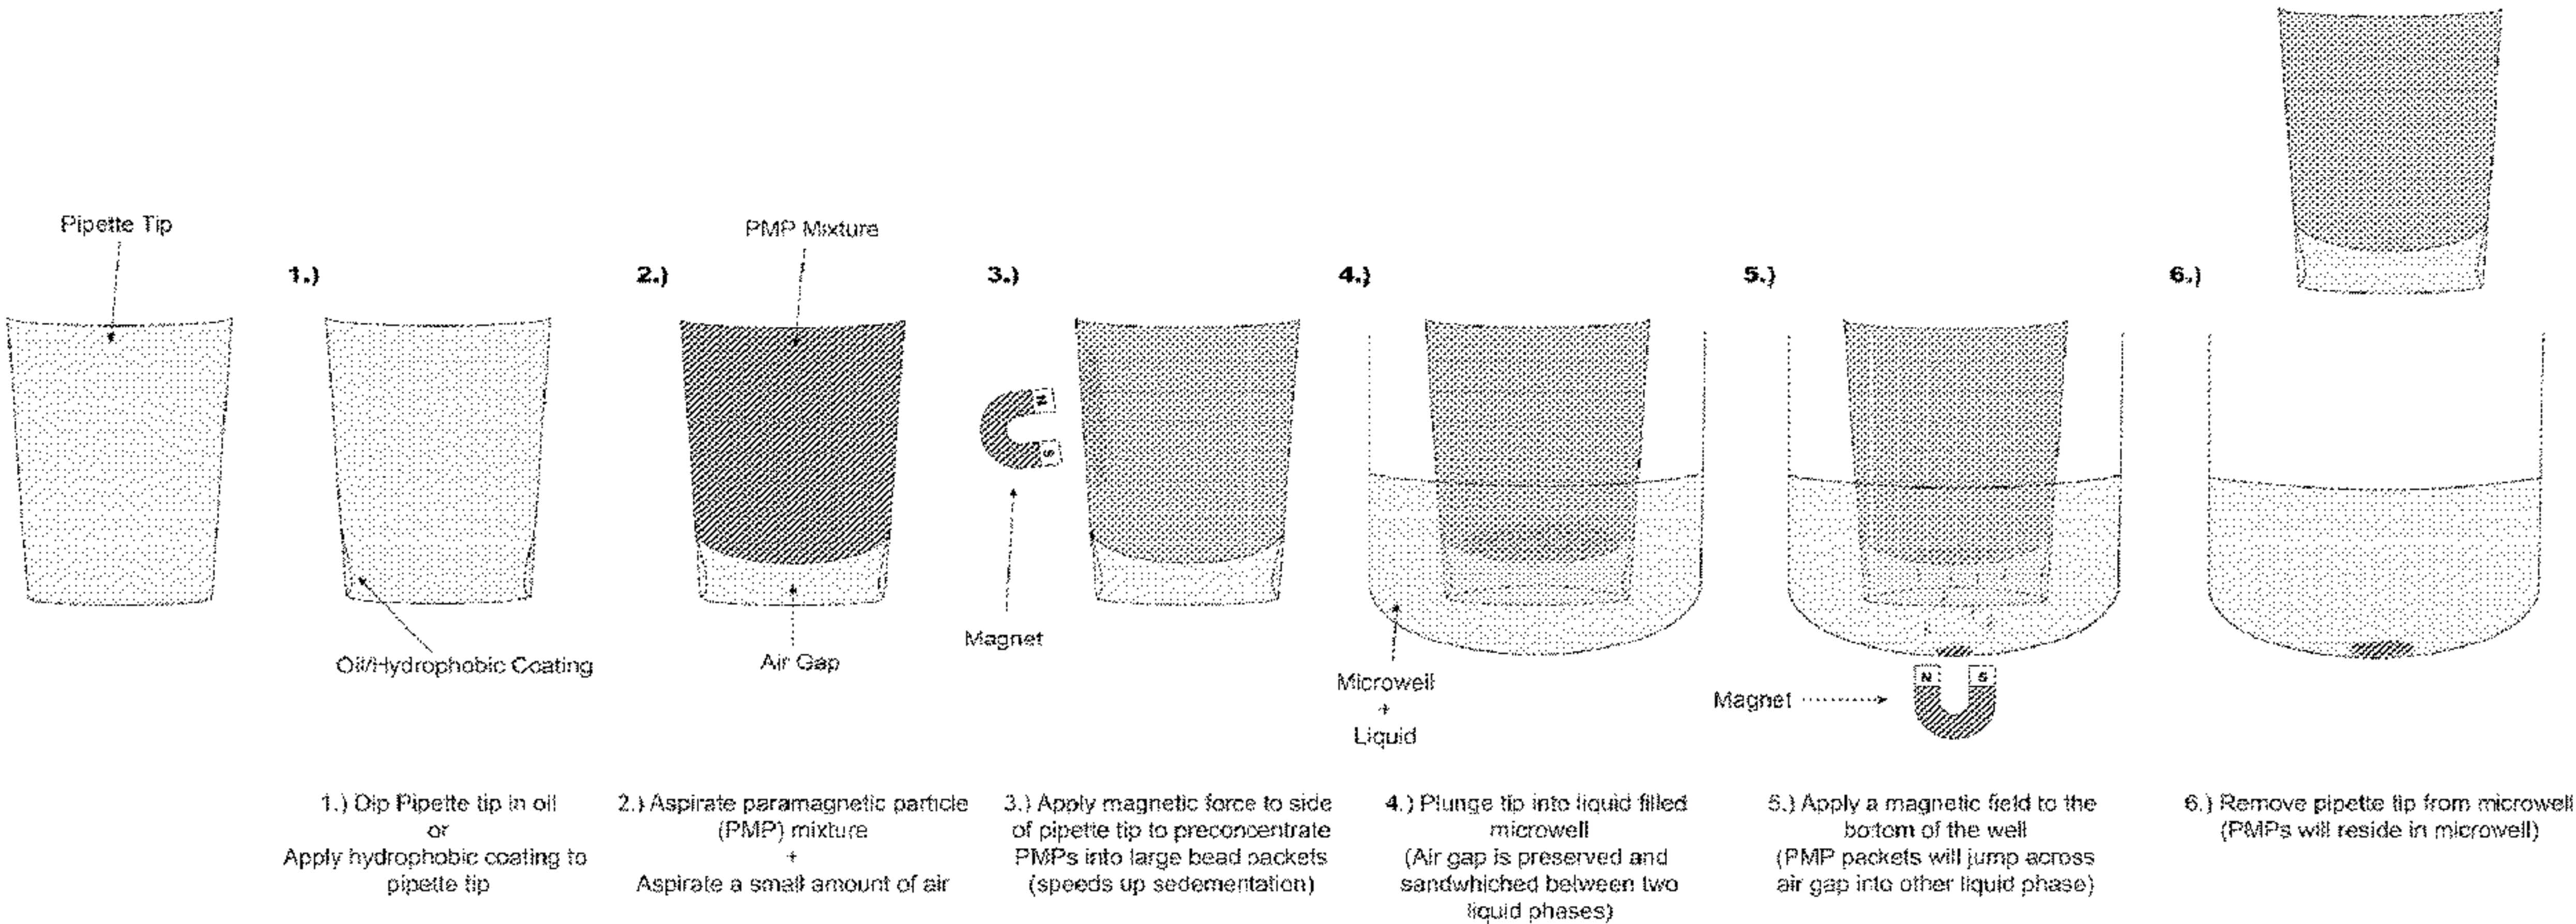 Pipette Tip
1.)
Oil/Hydrophobic Coating
2.)
PMP Mixture
Air Gap
3.)
N
S
Magnet
4.)
Microwell
+
Liquid
5.)
N S
Magnet
6.)
1.) Dip Pipette tip in oil
or
Apply hydrophobic coating to
pipette tip
2.) Aspirate paramagnetic particle
(PMP) mixture
+
Aspirate a small amount of air
3.) Apply magnetic force to side
of pipette tip to preconcentrate
PMPs into large bead packets
(speeds up sedementation)
4.) Plunge tip into liquid filled
microwell
(Air gap is preserved and
sandwhiched between two
liquid phases)
5.) Apply a magnetic field to the
bottom of the well
(PMP packets will jump across
air gap into other liquid phase)
6.) Remove pipette tip from microwell
(PMPs will reside in microwell)